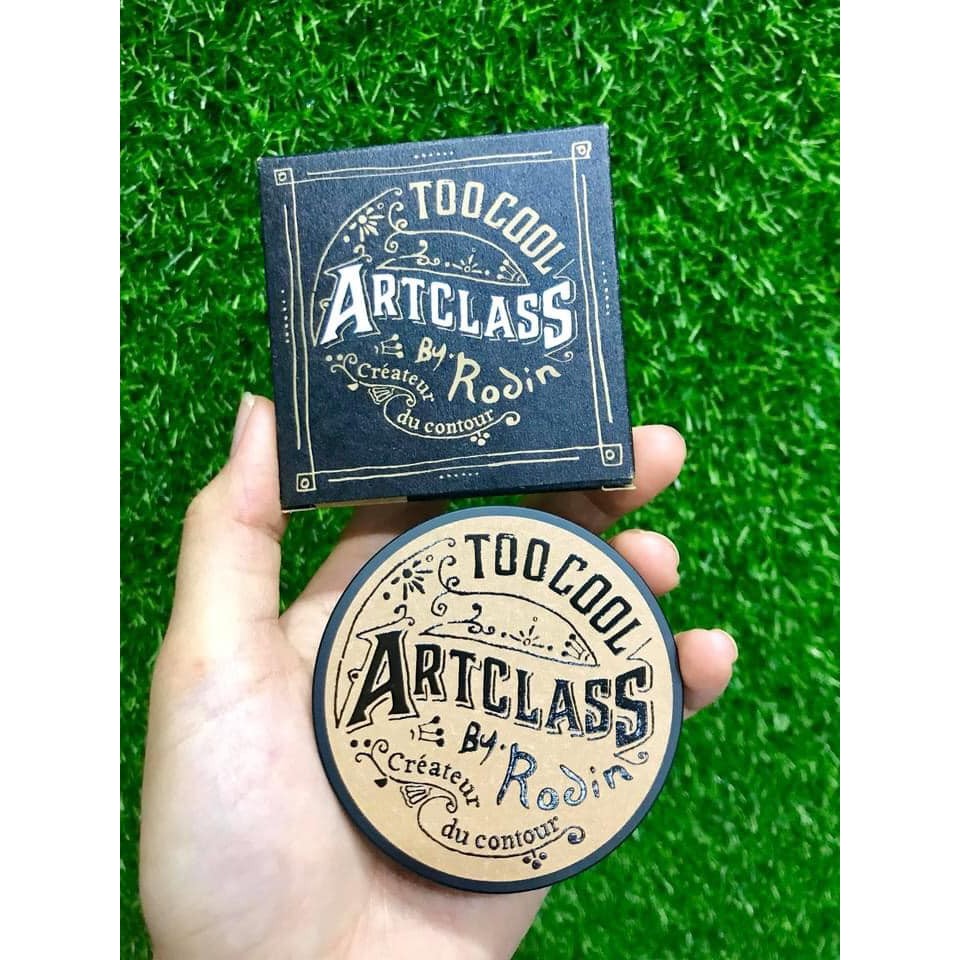 TOO COOL
ARTCLASS
By. Rodin
Créateur
du contour
TOO COOL
ARTCLASS
By. Rodin
Créateur
du contour